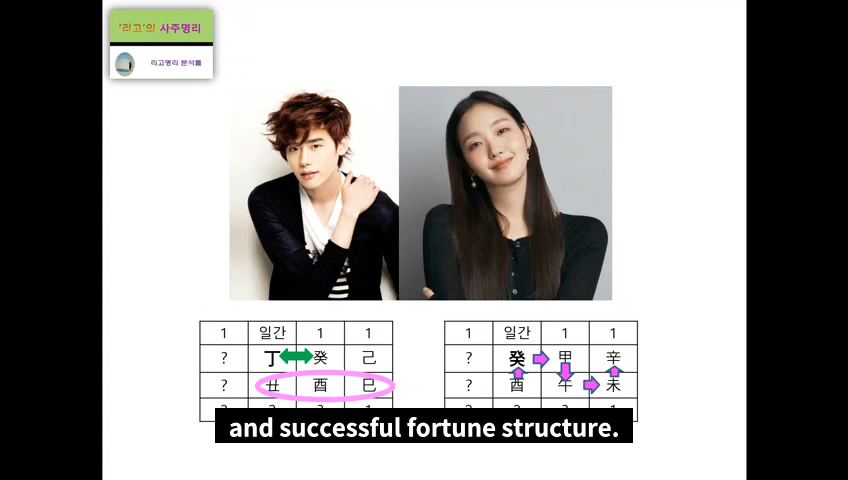 '리고'의 사주명리
리고명리 분석틀
1 일간 1 1
? 丁 癸 己
? 丑 酉 巳
1 일간 1 1
? 癸 甲 辛
? 酉 午 未
and successful fortune structure.